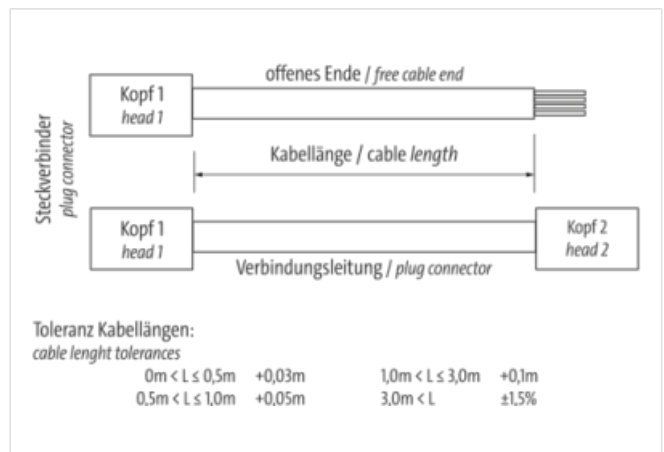 offenes Ende / free cable end
Kopf 1
head 1
Steckverbinder
plug connector
Kabellänge / cable length
Kopf 1
head 1
Kopf 2
head 2
Verbindungsleitung / plug connector
Toleranz Kabellängen:
cable lenght tolerances
0m < L ≤ 0,5m +0,03m 1,0m < L ≤ 3,0m +0,1m
0,5m < L ≤ 1,0m +0,05m 3,0m < L ±1,5%